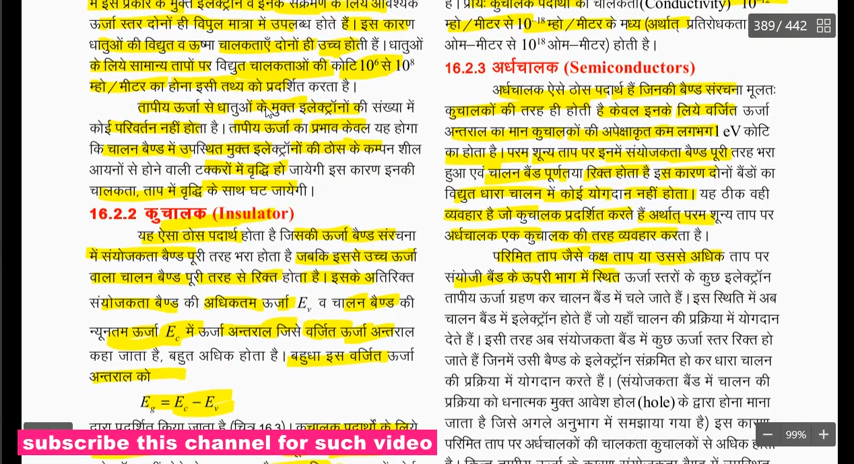 में इस प्रकार के मुक्त इलेक्ट्रॉन व इनके संक्रमण के लिये आवश्यक
ऊर्जा स्तर दोनों ही विपुल मात्रा में उपलब्ध होते हैं। इस कारण
धातुओं की विद्युत व ऊष्मा चालकताएँ दोनों ही उच्च होती हैं। धातुओं
के लिये सामान्य तापों पर विद्युत चालकताओं की कोटि 10⁶ से 10⁸
म्हो/मीटर का होना इसी तथ्य को प्रदर्शित करता है।
तापीय ऊर्जा से धातुओं के मुक्त इलेक्ट्रॉनों की संख्या में
कोई परिवर्तन नहीं होता है। तापीय ऊर्जा का प्रभाव केवल यह होगा
कि चालन बैण्ड में उपस्थित मुक्त इलेक्ट्रॉनों की ठोस के कम्पन शील
आयनों से होने वाली टक्करों में वृद्धि हो जायेगी इस कारण इनकी
चालकता, ताप में वृद्धि के साथ घट जायेगी।
16.2.2 कुचालक (Insulator)
यह ऐसा ठोस पदार्थ होता है जिसकी ऊर्जा बैण्ड संरचना
में संयोजकता बैण्ड पूरी तरह भरा होता है जबकि इससे उच्च ऊर्जा
वाला चालन बैण्ड पूरी तरह से रिक्त होता है। इसके अतिरिक्त
संयोजकता बैण्ड की अधिकतम ऊर्जा Eᵥ व चालन बैण्ड की
न्यूनतम ऊर्जा E_c में ऊर्जा अन्तराल जिसे वर्जित ऊर्जा अन्तराल
कहा जाता है, बहुत अधिक होता है। बहुधा इस वर्जित ऊर्जा
अन्तराल को
E_g = E_c − E_v
द्वारा प्रदर्शित किया जाता है (चित्र 16.3)। कुचालक पदार्थों के लिये
है। प्रायः कुचालक पदार्थों की चालकता(Conductivity) 10⁻¹²
म्हो/मीटर से 10⁻¹⁸ म्हो/मीटर के मध्य (अर्थात् प्रतिरोधकता
ओम-मीटर से 10¹⁸ ओम-मीटर) होती है।
16.2.3 अर्धचालक (Semiconductors)
अर्धचालक ऐसे ठोस पदार्थ हैं जिनकी बैण्ड संरचना मूलतः
कुचालकों की तरह ही होती है केवल इनके लिये वर्जित ऊर्जा
अन्तराल का मान कुचालकों की अपेक्षाकृत कम लगभग 1 eV कोटि
का होता है। परम शून्य ताप पर इनमें संयोजकता बैण्ड पूरी तरह भरा
हुआ एवं चालन बैंड पूर्णतया रिक्त होता है इस कारण दोनों बैंडों का
विद्युत धारा चालन में कोई योगदान नहीं होता। यह ठीक वही
व्यवहार है जो कुचालक प्रदर्शित करते हैं अर्थात् परम शून्य ताप पर
अर्धचालक एक कुचालक की तरह व्यवहार करता है।
परिमित ताप जैसे कक्ष ताप या उससे अधिक ताप पर
संयोजी बैण्ड के ऊपरी भाग में स्थित ऊर्जा स्तरों के कुछ इलेक्ट्रॉन
तापीय ऊर्जा ग्रहण कर चालन बैंड में चले जाते हैं। इस स्थिति में अब
चालन बैंड में इलेक्ट्रॉन होते हैं जो यहाँ चालन की प्रक्रिया में योगदान
देते हैं। इसी तरह अब संयोजकता बैण्ड में कुछ ऊर्जा स्तर रिक्त हो
जाते हैं जिनमें उसी बैण्ड के इलेक्ट्रॉन संक्रमित हो कर धारा चालन
की प्रक्रिया में योगदान करते हैं। (संयोजकता बैंड में चालन की
प्रक्रिया को धनात्मक मुक्त आवेश होल (hole) के द्वारा होना माना
जाता है जिसे अगले अनुभाग में समझाया गया है) इस
परिमित ताप पर अर्धचालकों की चालकता कुचालकों से अधिक
389/442
99%
subscribe this channel for such video